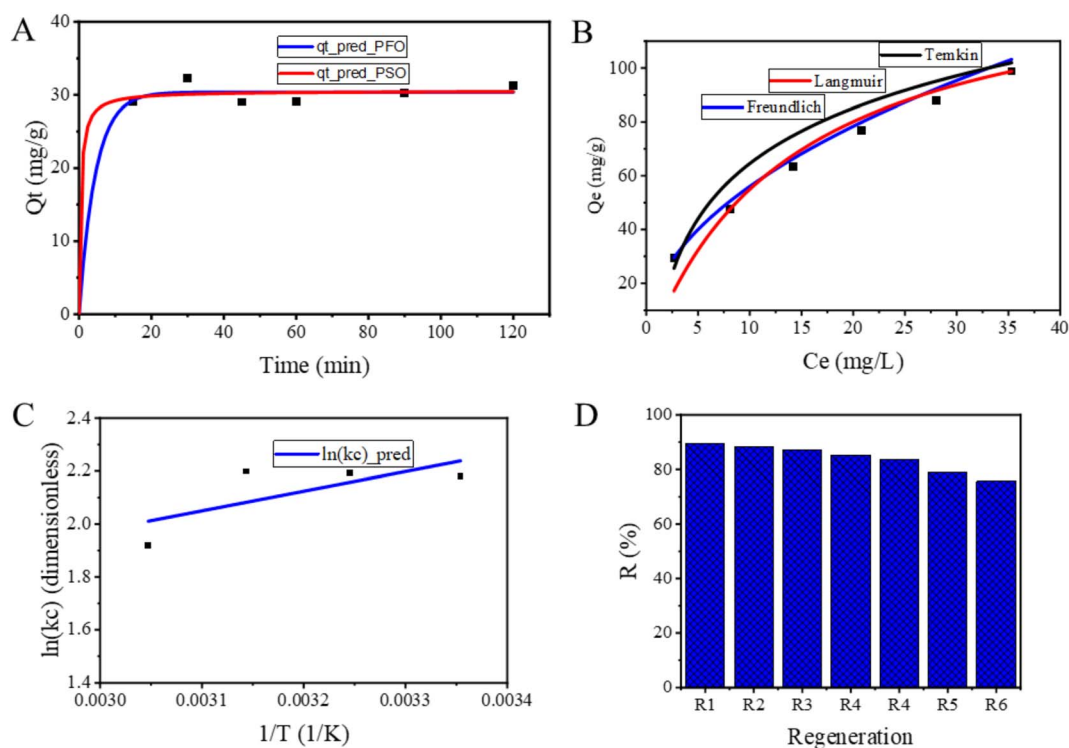 A
40
30
20
10
0
Qt (mg/g)
qt_pred_PFO
qt_pred_PSO
0
20
40
60
80
100
120
Time (min)
B
100
80
60
40
20
Qe (mg/g)
Temkin
Langmuir
Freundlich
0
5
10
15
20
25
30
35
40
Ce (mg/L)
C
2.4
2.2
2.0
1.8
1.6
1.4
ln(kc) (dimensionless)
ln(kc)_pred
0.0030
0.0031
0.0032
0.0033
0.0034
1/T (1/K)
D
100
80
60
40
20
0
R (%)
R1
R2
R3
R4
R4
R5
R6
Regeneration